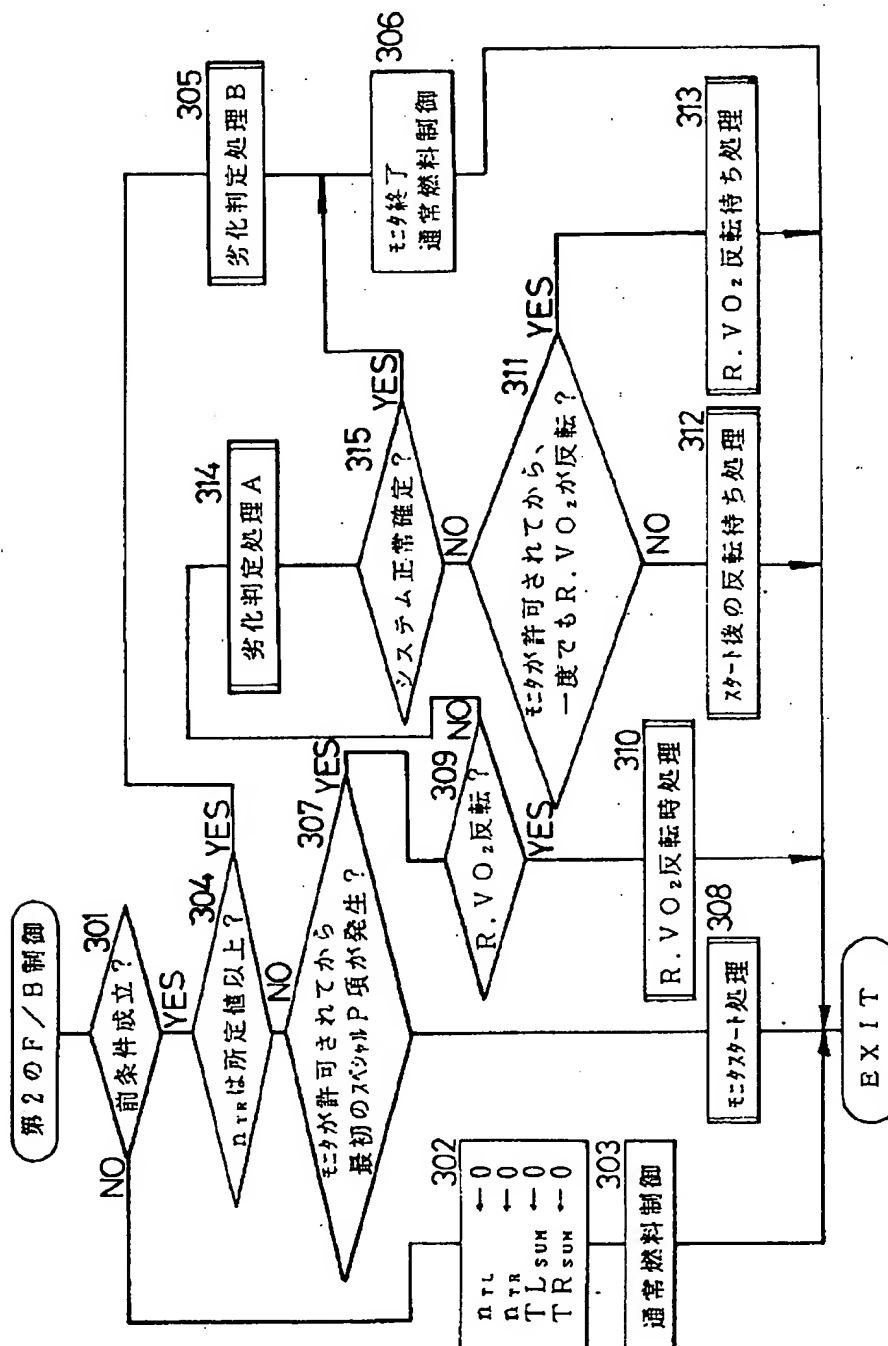 第2のF/B制御
301
前条件成立?
NO
YES
304
nTRは所定値以上?
YES
NO
307
モニタが許可されてから
最初のスペシャルP項が発生?
YES
302
nTL ←0
nTR ←0
TLSUM ←0
TRSUM ←0
303
通常燃料制御
308
モニタスタート処理
309
R.VO₂反転?
NO
YES
310
R.VO₂反転時処理
314
劣化判定処理A
315
システム正常確定?
YES
NO
305
劣化判定処理B
306
モニタ終了
通常燃料制御
311
モニタが許可されてから、
一度でもR.VO₂が反転?
YES
NO
312
スタート後の反転待ち処理
313
R.VO₂反転待ち処理
EXIT